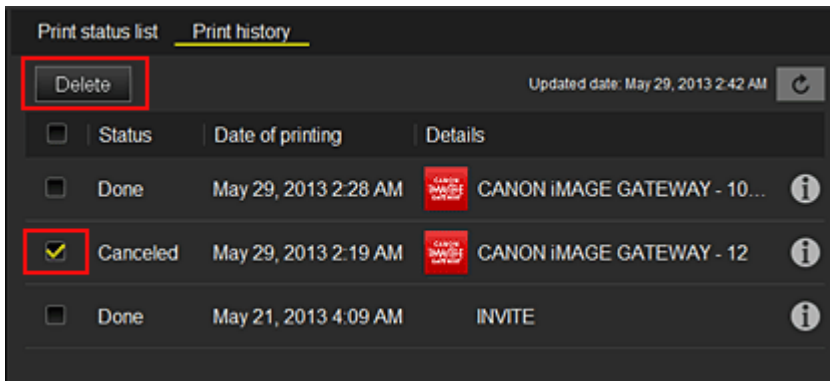 Print status list Print history
Delete Updated date: May 29, 2013 2:42 AM
Status Date of printing Details
Done May 29, 2013 2:28 AM CANON iMAGE GATEWAY - 10...
Canceled May 29, 2013 2:19 AM CANON iMAGE GATEWAY - 12
Done May 21, 2013 4:09 AM INVITE